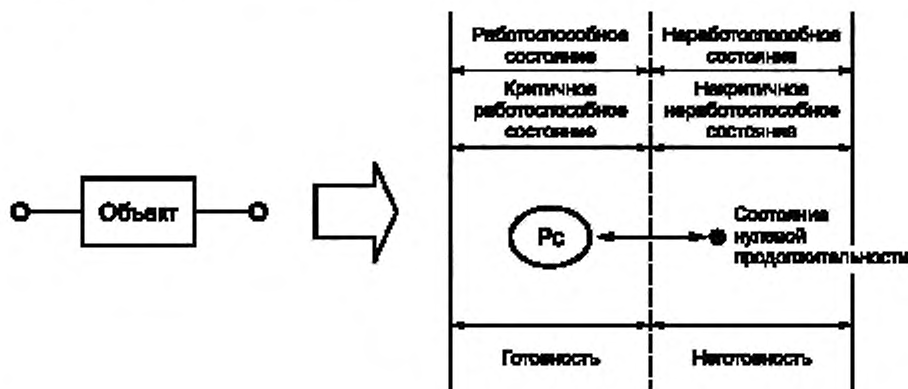 Работоспособное
состояние
Неработоспособное
состояние
Критичное
работоспособное
состояние
Некритичное
неработоспособное
состояние
Объект
Рс
Состояние
нулевой
продолжительности
Готовность
Неготовность